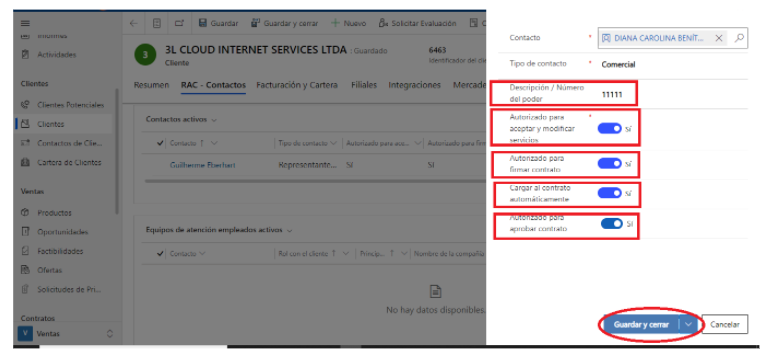 Informes
Actividades
Clientes
Clientes Potenciales
Clientes
Contactos de Clie...
Cartera de Clientes
Ventas
Productos
Oportunidades
Factibilidades
Ofertas
Solicitudes de Pri...
Contratos
V Ventas
Guardar
Guardar y cerrar
+ Nuevo
Solicitar Evaluación
3
3L CLOUD INTERNET SERVICES LTDA
Guardado
Cliente
6463
Identificador del clie
Resumen RAC - Contactos Facturación y Cartera Filiales Integraciones Mercade
Contactos activos
Contacto ↑ Tipo de contacto Autorizado para ace... Autorizado para firm
Guilherme Eberhart Representante... Sí Sí
Equipos de atención empleados activos
Contacto Rol con el cliente ↑ Princip... ↑ Nombre de la compañía
No hay datos disponibles.
Contacto * DIANA CAROLINA BENÍT...
Tipo de contacto * Comercial
Descripción / Número
del poder
11111
Autorizado para *
aceptar y modificar
servicios
Sí
Autorizado para
firmar contrato
Sí
Cargar al contrato
automáticamente
Sí
Autorizado para
aprobar contrato
Sí
Guardar y cerrar
Cancelar